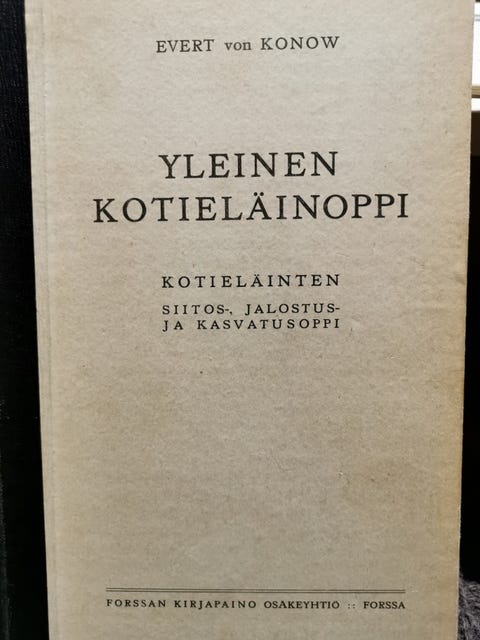 EVERT von KONOW
YLEINEN
KOTIELÄINOPPI
KOTIELÄINTEN
SIITOS-, JALOSTUS-
JA KASVATUSOPPI
FORSSAN KIRJAPAINO OSAKEYHTIÖ :: FORSSA